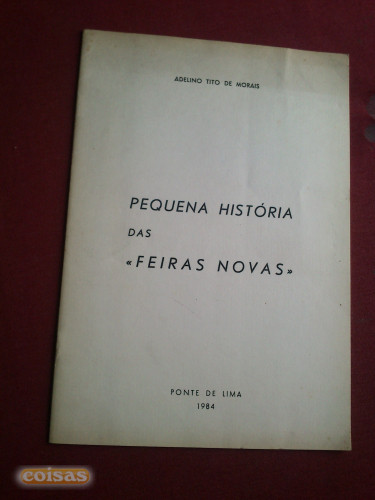 ADELINO TITO DE MORAIS
PEQUENA HISTÓRIA
DAS
«FEIRAS NOVAS»
PONTE DE LIMA
1984
coisas